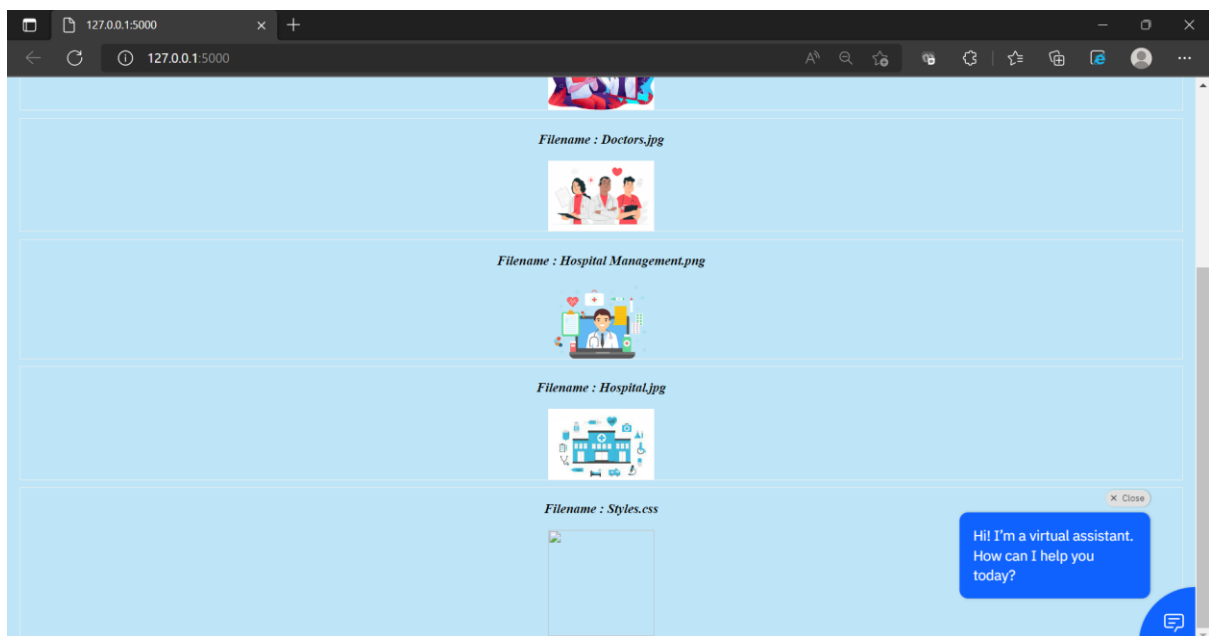 127.0.0.1:5000
127.0.0.1:5000
Filename : Doctors.jpg
Filename : Hospital Management.png
Filename : Hospital.jpg
Filename : Styles.css
× Close
Hi! I'm a virtual assistant.
How can I help you
today?